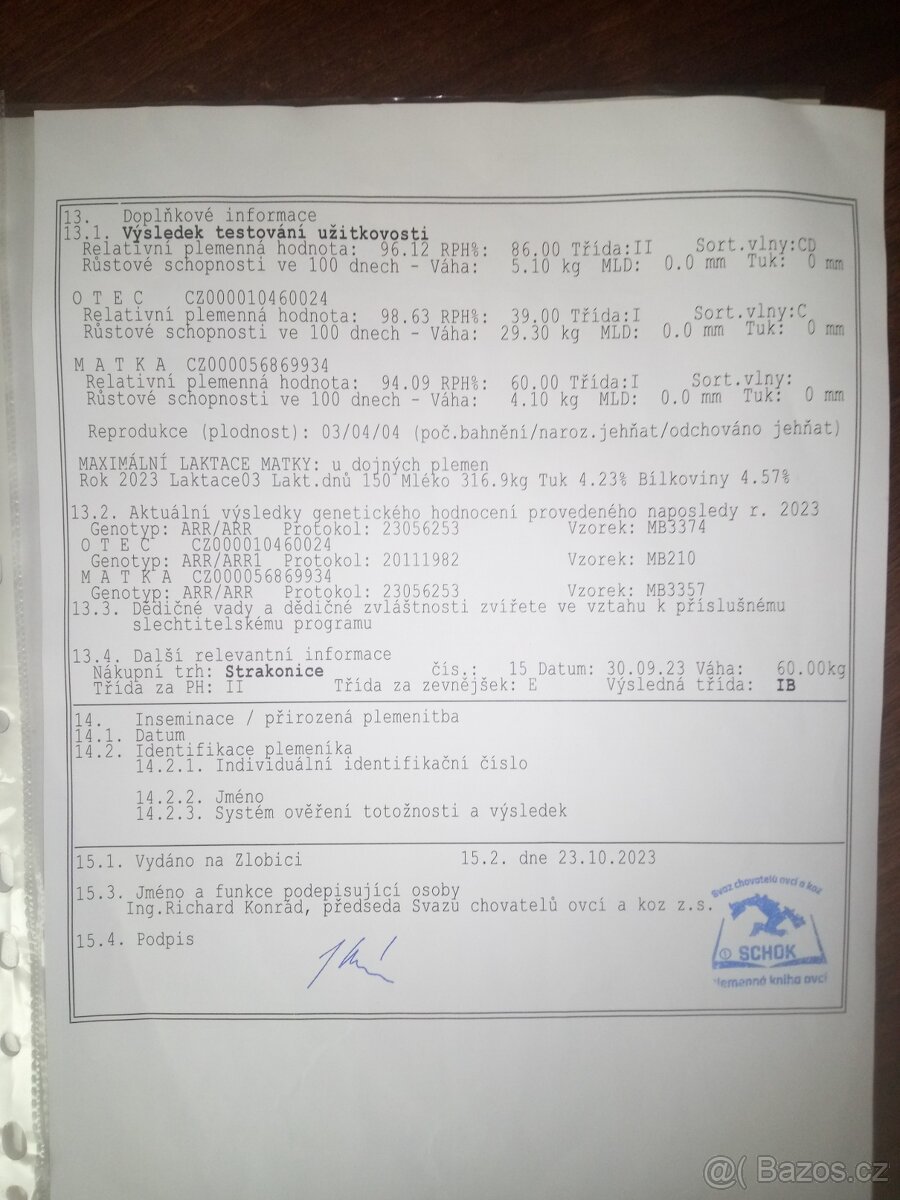 13. Doplňkové informace
13.1. Výsledek testování užitkovosti
Relativní plemenná hodnota: 96.12 RPH%: 86.00 Třída:II Sort.vlny:CD
Růstové schopnosti ve 100 dnech - Váha: 5.10 kg MLD: 0.0 mm Tuk: 0 mm
O T E C CZ000010460024
Relativní plemenná hodnota: 98.63 RPH%: 39.00 Třída:I Sort.vlny:C
Růstové schopnosti ve 100 dnech - Váha: 29.30 kg MLD: 0.0 mm Tuk: 0 mm
M A T K A CZ000056869934
Relativní plemenná hodnota: 94.09 RPH%: 60.00 Třída:I Sort.vlny:
Růstové schopnosti ve 100 dnech - Váha: 4.10 kg MLD: 0.0 mm Tuk: 0 mm
Reprodukce (plodnost): 03/04/04 (poč.bahnění/naroz.jehňat/odchováno jehňat)
MAXIMÁLNÍ LAKTACE MATKY: u dojných plemen
Rok 2023 Laktace03 Lakt.dnů 150 Mléko 316.9kg Tuk 4.23% Bílkoviny 4.57%
13.2. Aktuální výsledky genetického hodnocení provedeného naposledy r. 2023
Genotyp: ARR/ARR Protokol: 23056253 Vzorek: MB3374
O T E C CZ000010460024
Genotyp: ARR/ARR1 Protokol: 20111982 Vzorek: MB210
M A T K A CZ000056869934
Genotyp: ARR/ARR Protokol: 23056253 Vzorek: MB3357
13.3. Dědičné vady a dědičné zvláštnosti zvířete ve vztahu k příslušnému
slechtitelskému programu
13.4. Další relevantní informace
Nákupní trh: Strakonice čís.: 15 Datum: 30.09.23 Váha: 60.00kg
Třída za PH: II Třída za zevnějšek: E Výsledná třída: IB
14. Inseminace / přirozená plemenitba
14.1. Datum
14.2. Identifikace plemeníka
14.2.1. Individuální identifikační číslo
14.2.2. Jméno
14.2.3. Systém ověření totožnosti a výsledek
15.1. Vydáno na Zlobici 15.2. dne 23.10.2023
15.3. Jméno a funkce podepisující osoby
Ing.Richard Konrád, předseda Svazu chovatelů ovcí a koz z.s.
15.4. Podpis
Svaz chovatelů ovcí a koz
① SCHOK
lemenná kniha ovcí
@( Bazos.cz